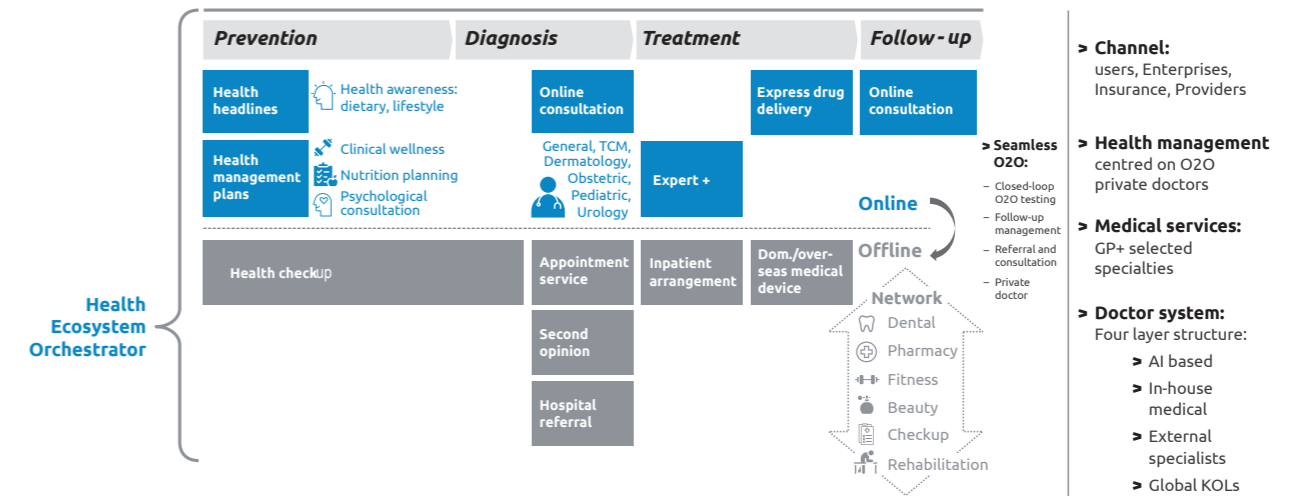 Prevention
Diagnosis
Treatment
Follow-up
Health
headlines
Health awareness:
dietary, lifestyle
Online
consultation
Express drug
delivery
Online
consultation
Health
management
plans
Clinical wellness
Nutrition planning
Psychological
consultation
General, TCM,
Dermatology,
Obstetric,
Pediatric,
Urology
Expert +
Online
Offline
> Seamless
O2O:
– Closed-loop
O2O testing
– Follow-up
management
– Referral and
consultation
– Private
doctor
Health checkup
Appointment
service
Inpatient
arrangement
Dom./over-
seas medical
device
Second
opinion
Hospital
referral
Network
Dental
Pharmacy
Fitness
Beauty
Checkup
Rehabilitation
Health
Ecosystem
Orchestrator
> Channel:
users, Enterprises,
Insurance, Providers
> Health management
centred on O2O
private doctors
> Medical services:
GP+ selected
specialties
> Doctor system:
Four layer structure:
> AI based
> In-house
medical
> External
specialists
> Global KOLs